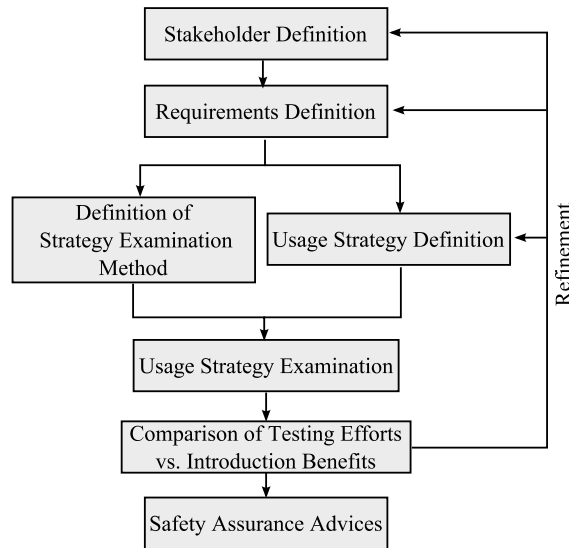 Stakeholder Definition
Requirements Definition
Definition of
Strategy Examination
Method
Usage Strategy Definition
Refinement
Usage Strategy Examination
Comparison of Testing Efforts
vs. Introduction Benefits
Safety Assurance Advices